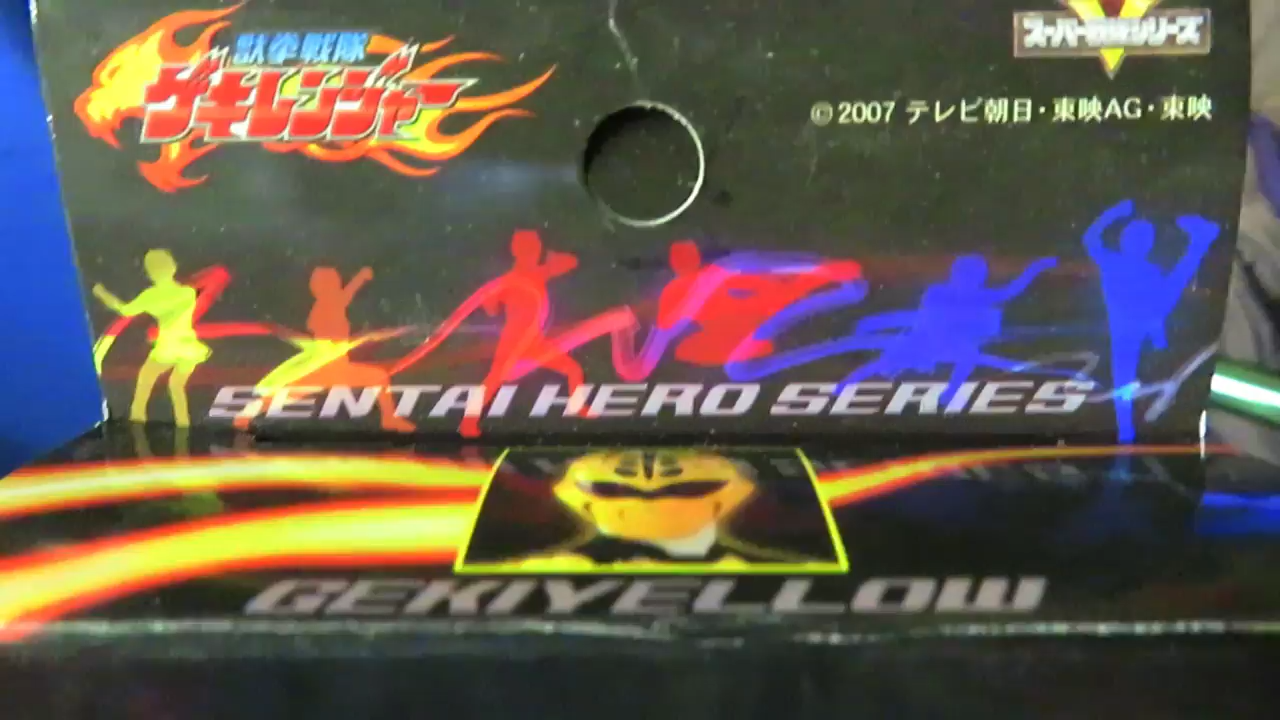 獣拳戦隊
ゲキレンジャー
スーパー戦隊シリーズ
©2007 テレビ朝日・東映AG・東映
SENTAI HERO SERIES
GEKIYELLOW